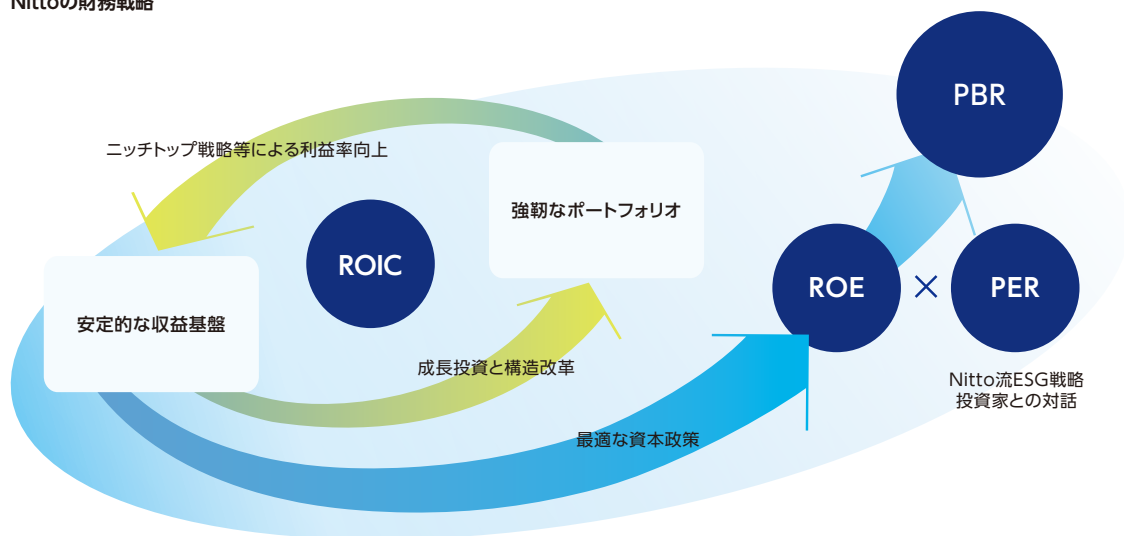 Nittoの財務戦略
PBR
ニッチトップ戦略等による利益率向上
強靭なポートフォリオ
ROIC
ROE
×
PER
安定的な収益基盤
成長投資と構造改革
Nitto流ESG戦略
投資家との対話
最適な資本政策